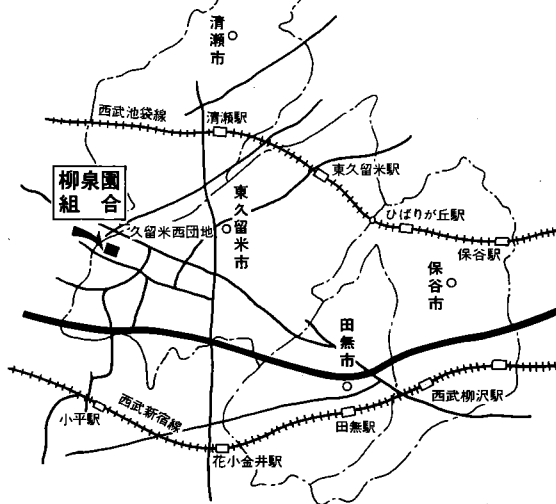 清瀬市
西武池袋線
清瀬駅
東久留米駅
柳泉園
組合
久留米西団地
東久留米市
ひばりが丘駅
保谷駅
保谷市
田無市
西武柳沢駅
西武新宿線
小平駅
田無駅
花小金井駅